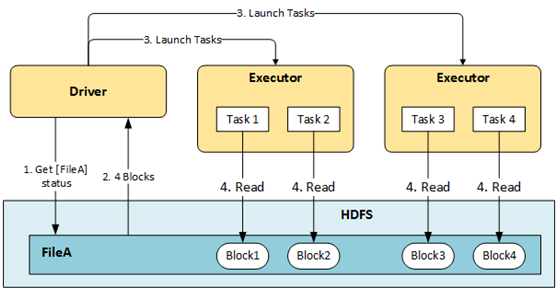 3. Launch Tasks
3. Launch Tasks
Driver
Executor
Executor
Task 1
Task 2
Task 3
Task 4
1. Get [FileA]
status
2. 4 Blocks
4. Read
4. Read
4. Read
4. Read
HDFS
FileA
Block1
Block2
Block3
Block4